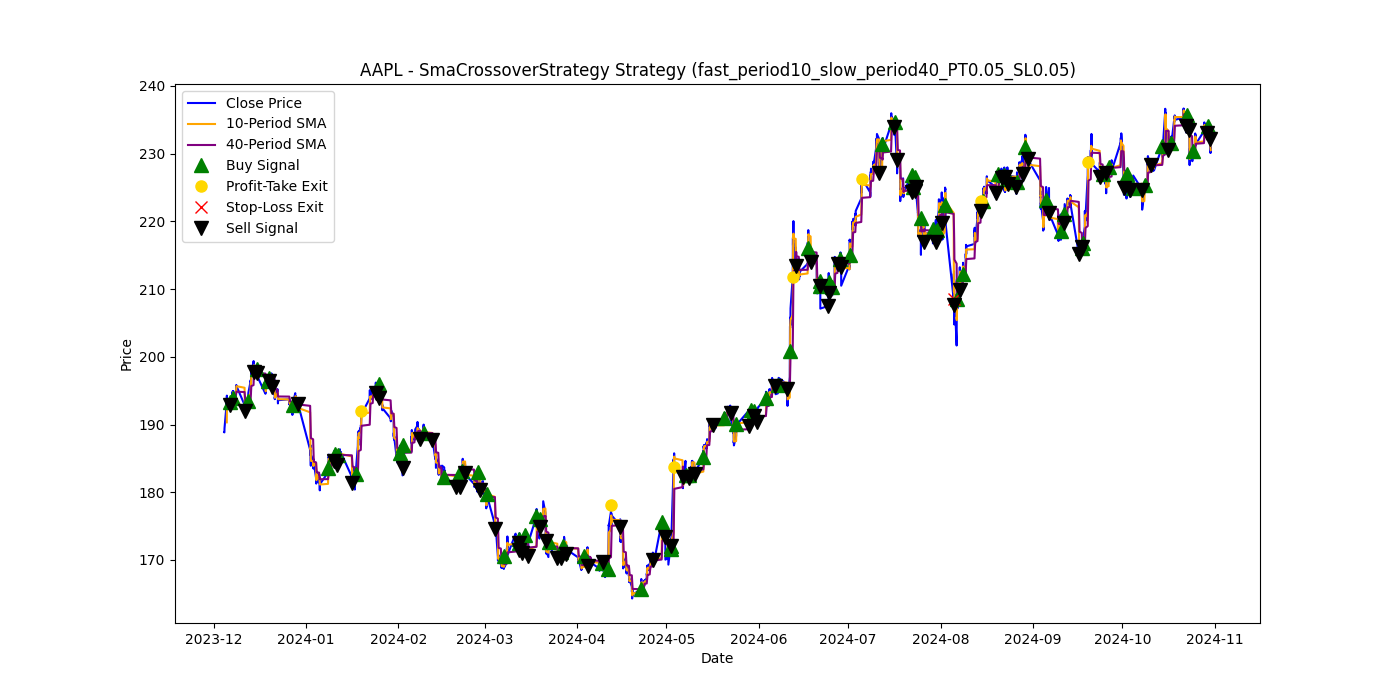 AAPL - SmaCrossoverStrategy Strategy (fast_period10_slow_period40_PT0.05_SL0.05)
Close Price
10-Period SMA
40-Period SMA
Buy Signal
Profit-Take Exit
Stop-Loss Exit
Sell Signal
Price
240
230
220
210
200
190
180
170
2023-12 2024-01 2024-02 2024-03 2024-04 2024-05 2024-06 2024-07 2024-08 2024-09 2024-10 2024-11
Date